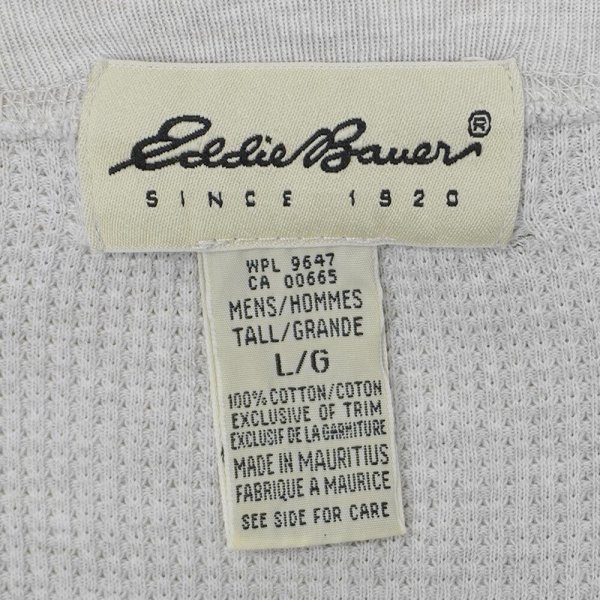 Eddie Bauer®
SINCE 1920
WPL 9647
CA 00665
MENS/HOMMES
TALL/GRANDE
L/G
100% COTTON/COTON
EXCLUSIVE OF TRIM
EXCLUSIF DE LA GARNITURE
MADE IN MAURITIUS
FABRIQUE A MAURICE
SEE SIDE FOR CARE